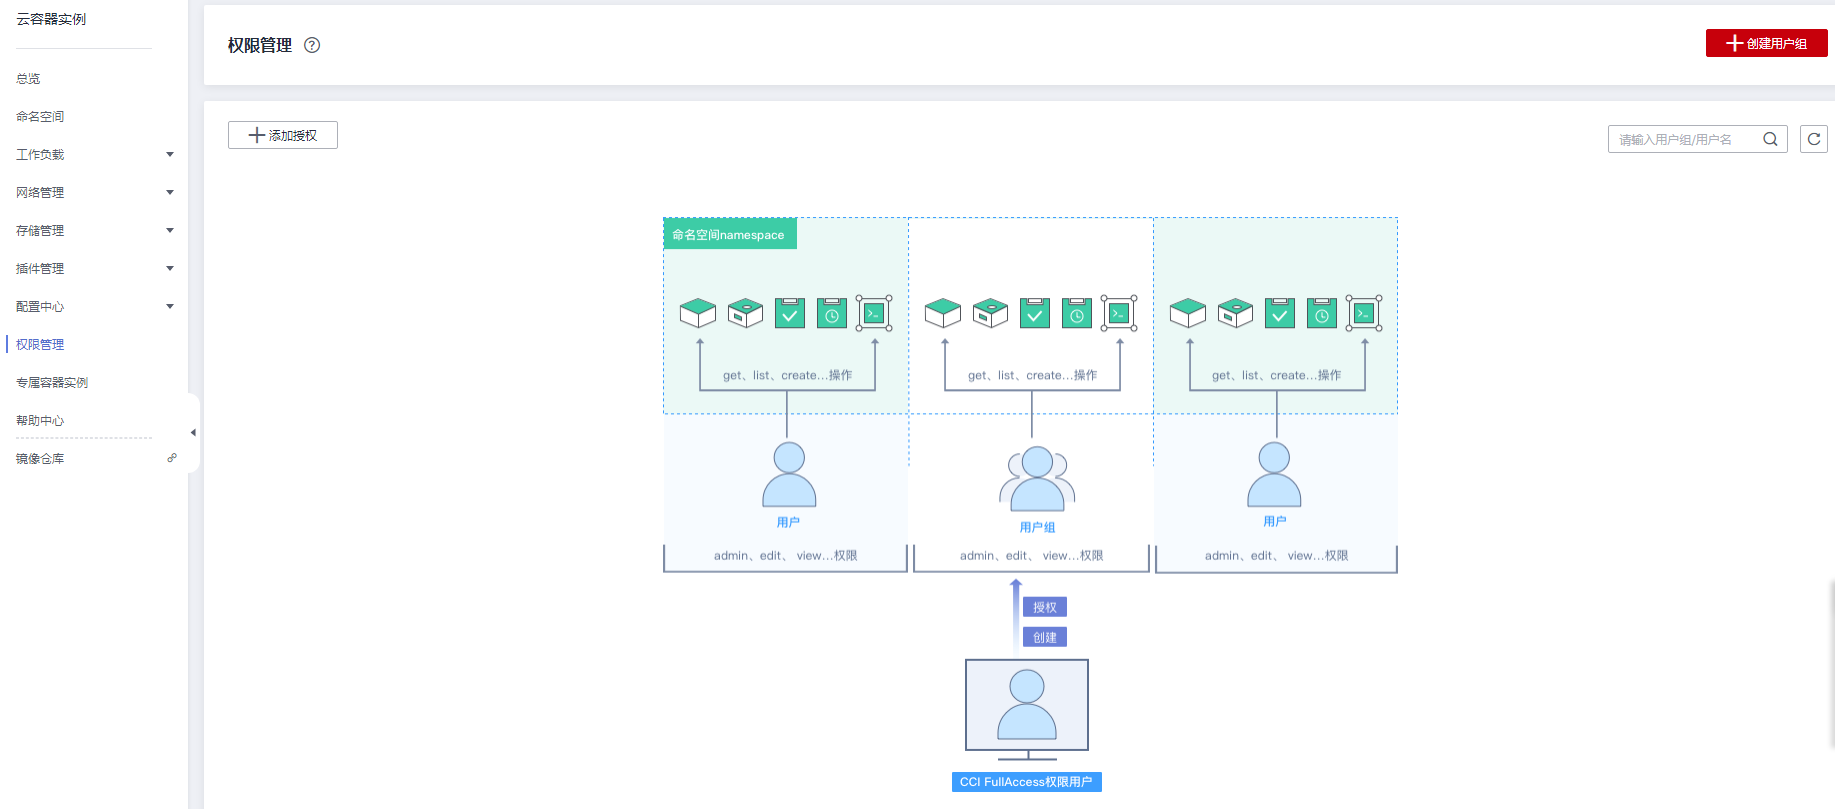 云容器实例
总览
命名空间
工作负载
网络管理
存储管理
插件管理
配置中心
权限管理
专属容器实例
帮助中心
镜像仓库
权限管理
创建用户组
添加授权
请输入用户组/用户名
命名空间namespace
get、list、create...操作
get、list、create...操作
get、list、create...操作
用户
用户组
用户
admin、edit、 view...权限
admin、edit、 view...权限
admin、edit、 view...权限
授权
创建
CCI FullAccess权限用户